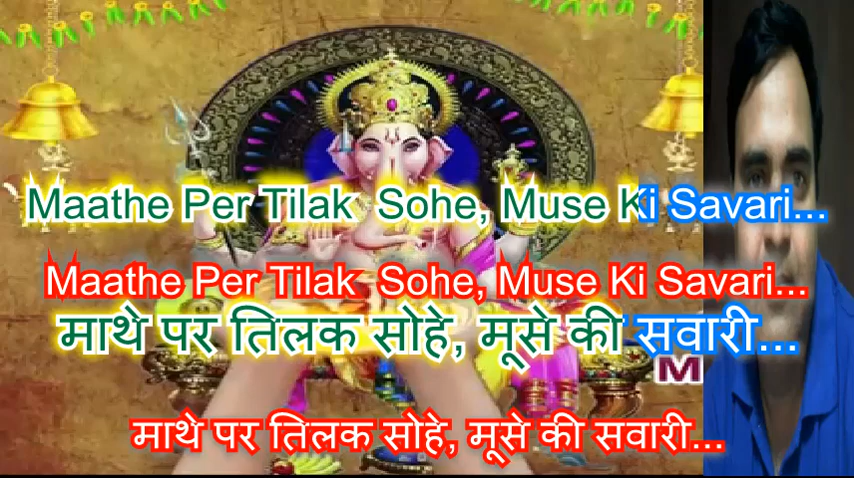 Maathe Per Tilak  Sohe, Muse Ki Savari...
Maathe Per Tilak  Sohe, Muse Ki Savari...
माथे पर तिलक सोहे, मूसे की सवारी...
M
माथे पर तिलक सोहे, मूसे की सवारी...